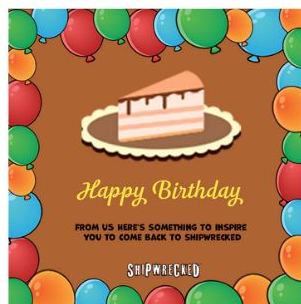 Happy Birthday
FROM US HERE'S SOMETHING TO INSPIRE
YOU TO COME BACK TO SHIPWRECKED
SHIPWRECKED